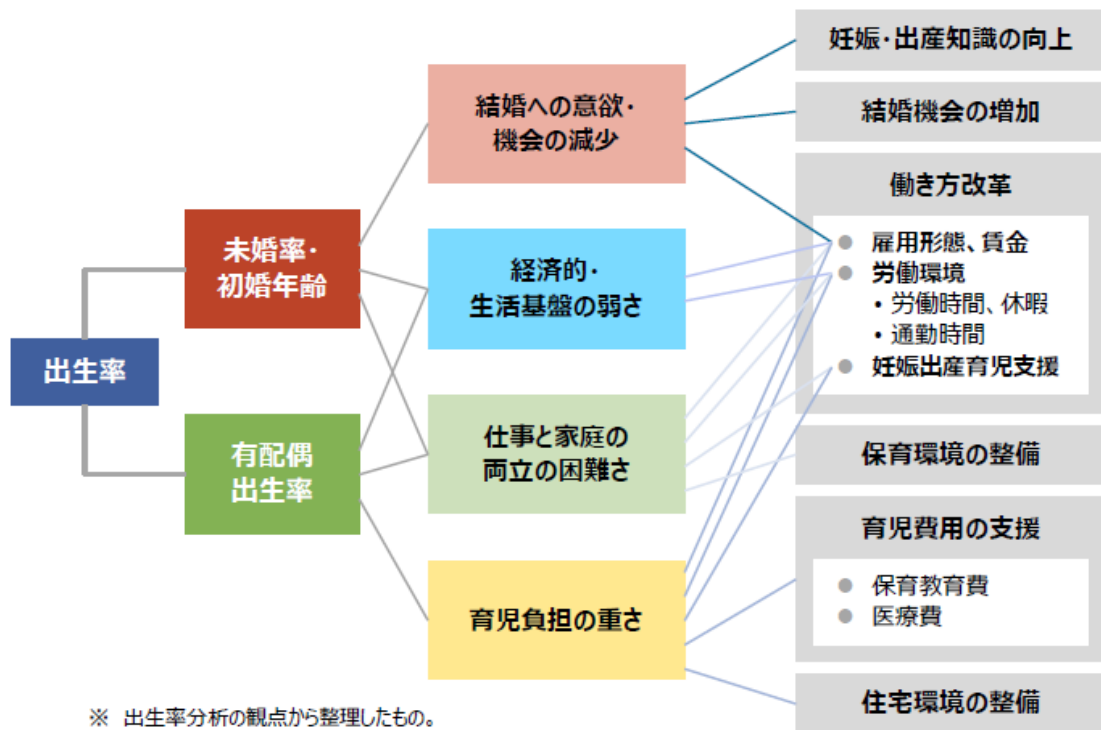 出生率
未婚率・
初婚年齢
有配偶
出生率
結婚への意欲・
機会の減少
経済的・
生活基盤の弱さ
仕事と家庭の
両立の困難さ
育児負担の重さ
妊娠・出産知識の向上
結婚機会の増加
働き方改革
● 雇用形態、賃金
● 労働環境
・労働時間、休暇
・通勤時間
● 妊娠出産育児支援
保育環境の整備
育児費用の支援
● 保育教育費
● 医療費
住宅環境の整備
※ 出生率分析の観点から整理したもの。